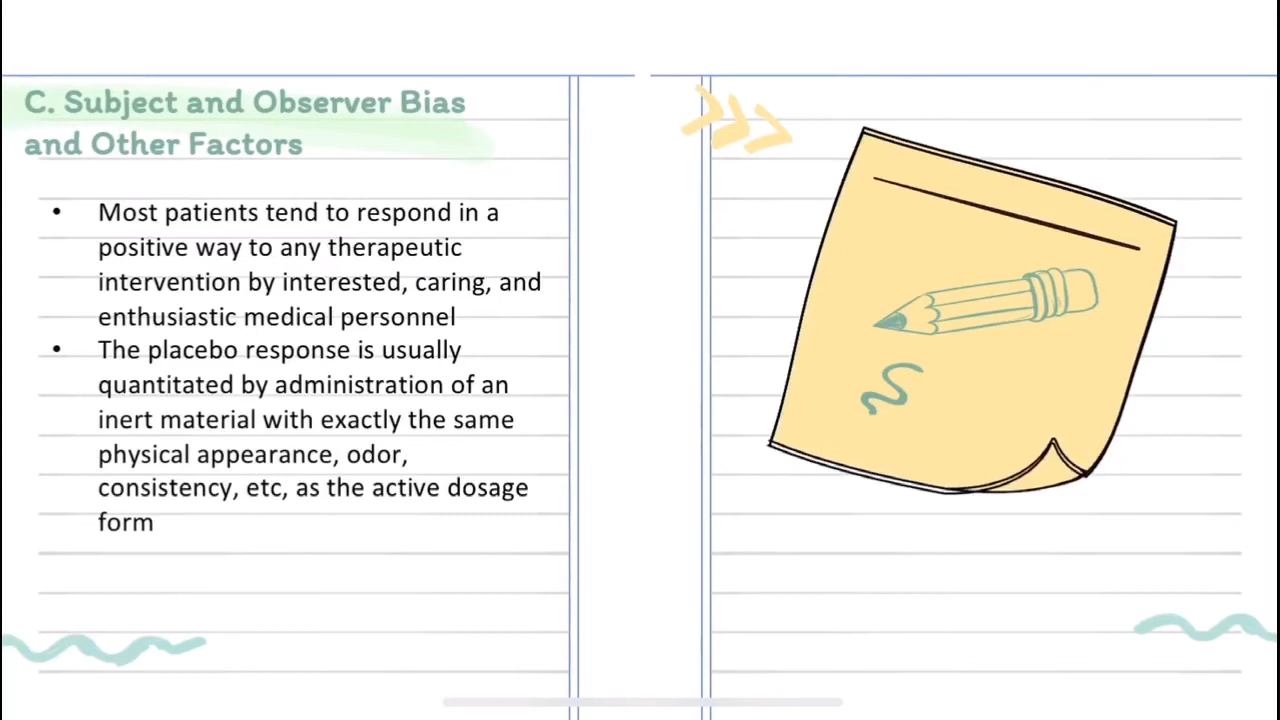 C. Subject and Observer Bias
and Other Factors
• Most patients tend to respond in a
positive way to any therapeutic
intervention by interested, caring, and
enthusiastic medical personnel
• The placebo response is usually
quantitated by administration of an
inert material with exactly the same
physical appearance, odor,
consistency, etc, as the active dosage
form